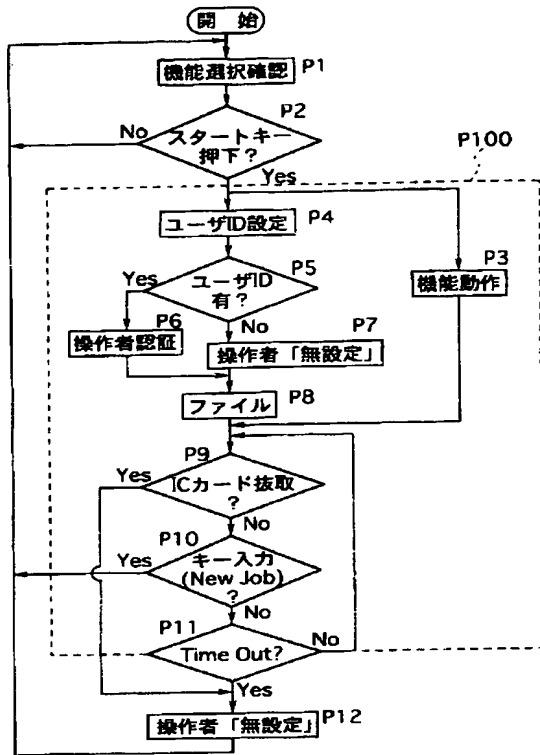 開 始
機能選択確認
P1
P2
No
スタートキー
押下?
P100
Yes
ユーザID設定
P4
P3
機能動作
P5
Yes
ユーザID
有?
P6
No
P7
操作者認証
操作者「無設定」
ファイル
P8
P9
Yes
ICカード抜取
?
No
P10
Yes
キー入力
(New Job)
?
No
P11
No
Time Out?
Yes
操作者「無設定」
P12